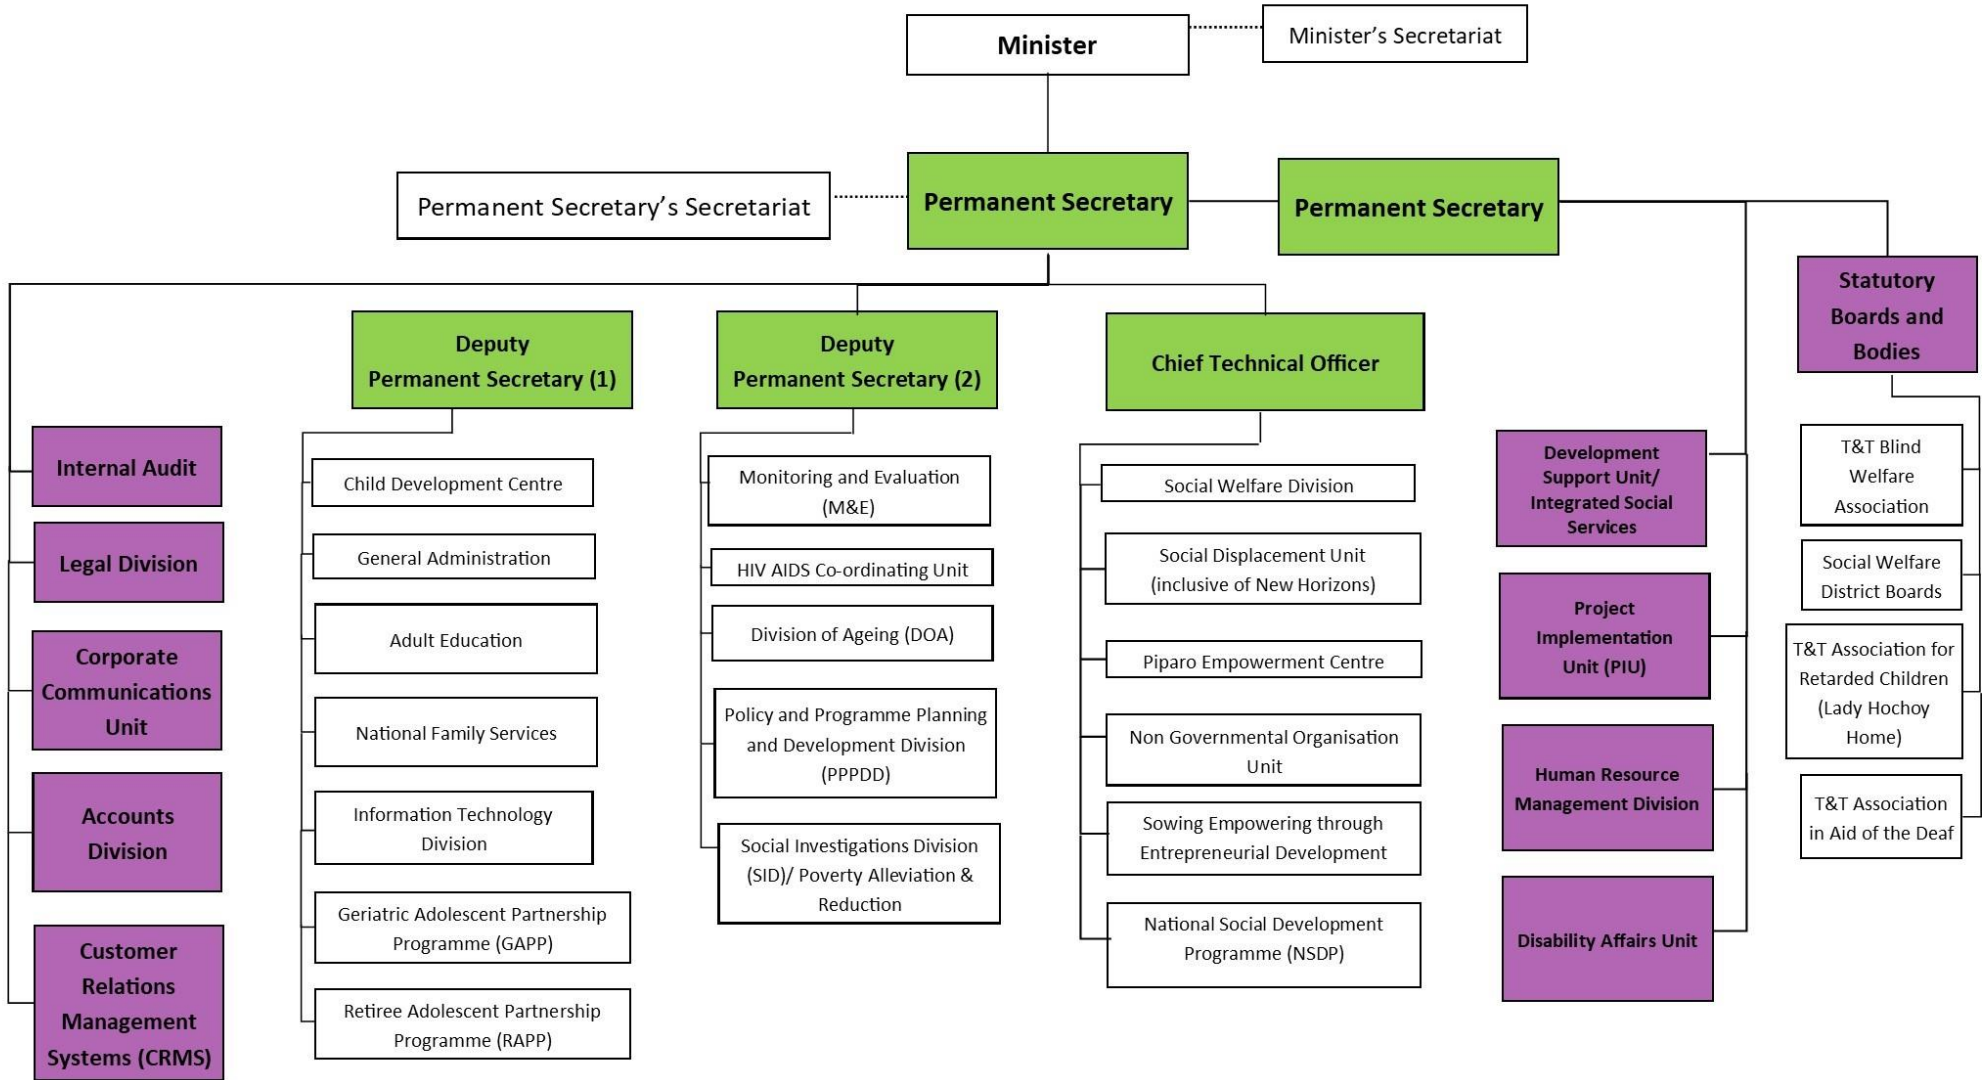 Minister
Minister’s Secretariat
Permanent Secretary’s Secretariat
Permanent Secretary
Permanent Secretary
Statutory
Boards and
Bodies
Deputy
Permanent Secretary (1)
Deputy
Permanent Secretary (2)
Chief Technical Officer
Internal Audit
Legal Division
Corporate
Communications
Unit
Accounts
Division
Customer
Relations
Management
Systems (CRMS)
Child Development Centre
General Administration
Adult Education
National Family Services
Information Technology
Division
Geriatric Adolescent Partnership
Programme (GAPP)
Retiree Adolescent Partnership
Programme (RAPP)
Monitoring and Evaluation
(M&E)
HIV AIDS Co-ordinating Unit
Division of Ageing (DOA)
Policy and Programme Planning
and Development Division
(PPPDD)
Social Investigations Division
(SID)/ Poverty Alleviation &
Reduction
Social Welfare Division
Social Displacement Unit
(inclusive of New Horizons)
Piparo Empowerment Centre
Non Governmental Organisation
Unit
Sowing Empowering through
Entrepreneurial Development
National Social Development
Programme (NSDP)
Development
Support Unit/
Integrated Social
Services
Project
Implementation
Unit (PIU)
Human Resource
Management Division
Disability Affairs Unit
T&T Blind
Welfare
Association
Social Welfare
District Boards
T&T Association for
Retarded Children
(Lady Hochoy
Home)
T&T Association
in Aid of the Deaf